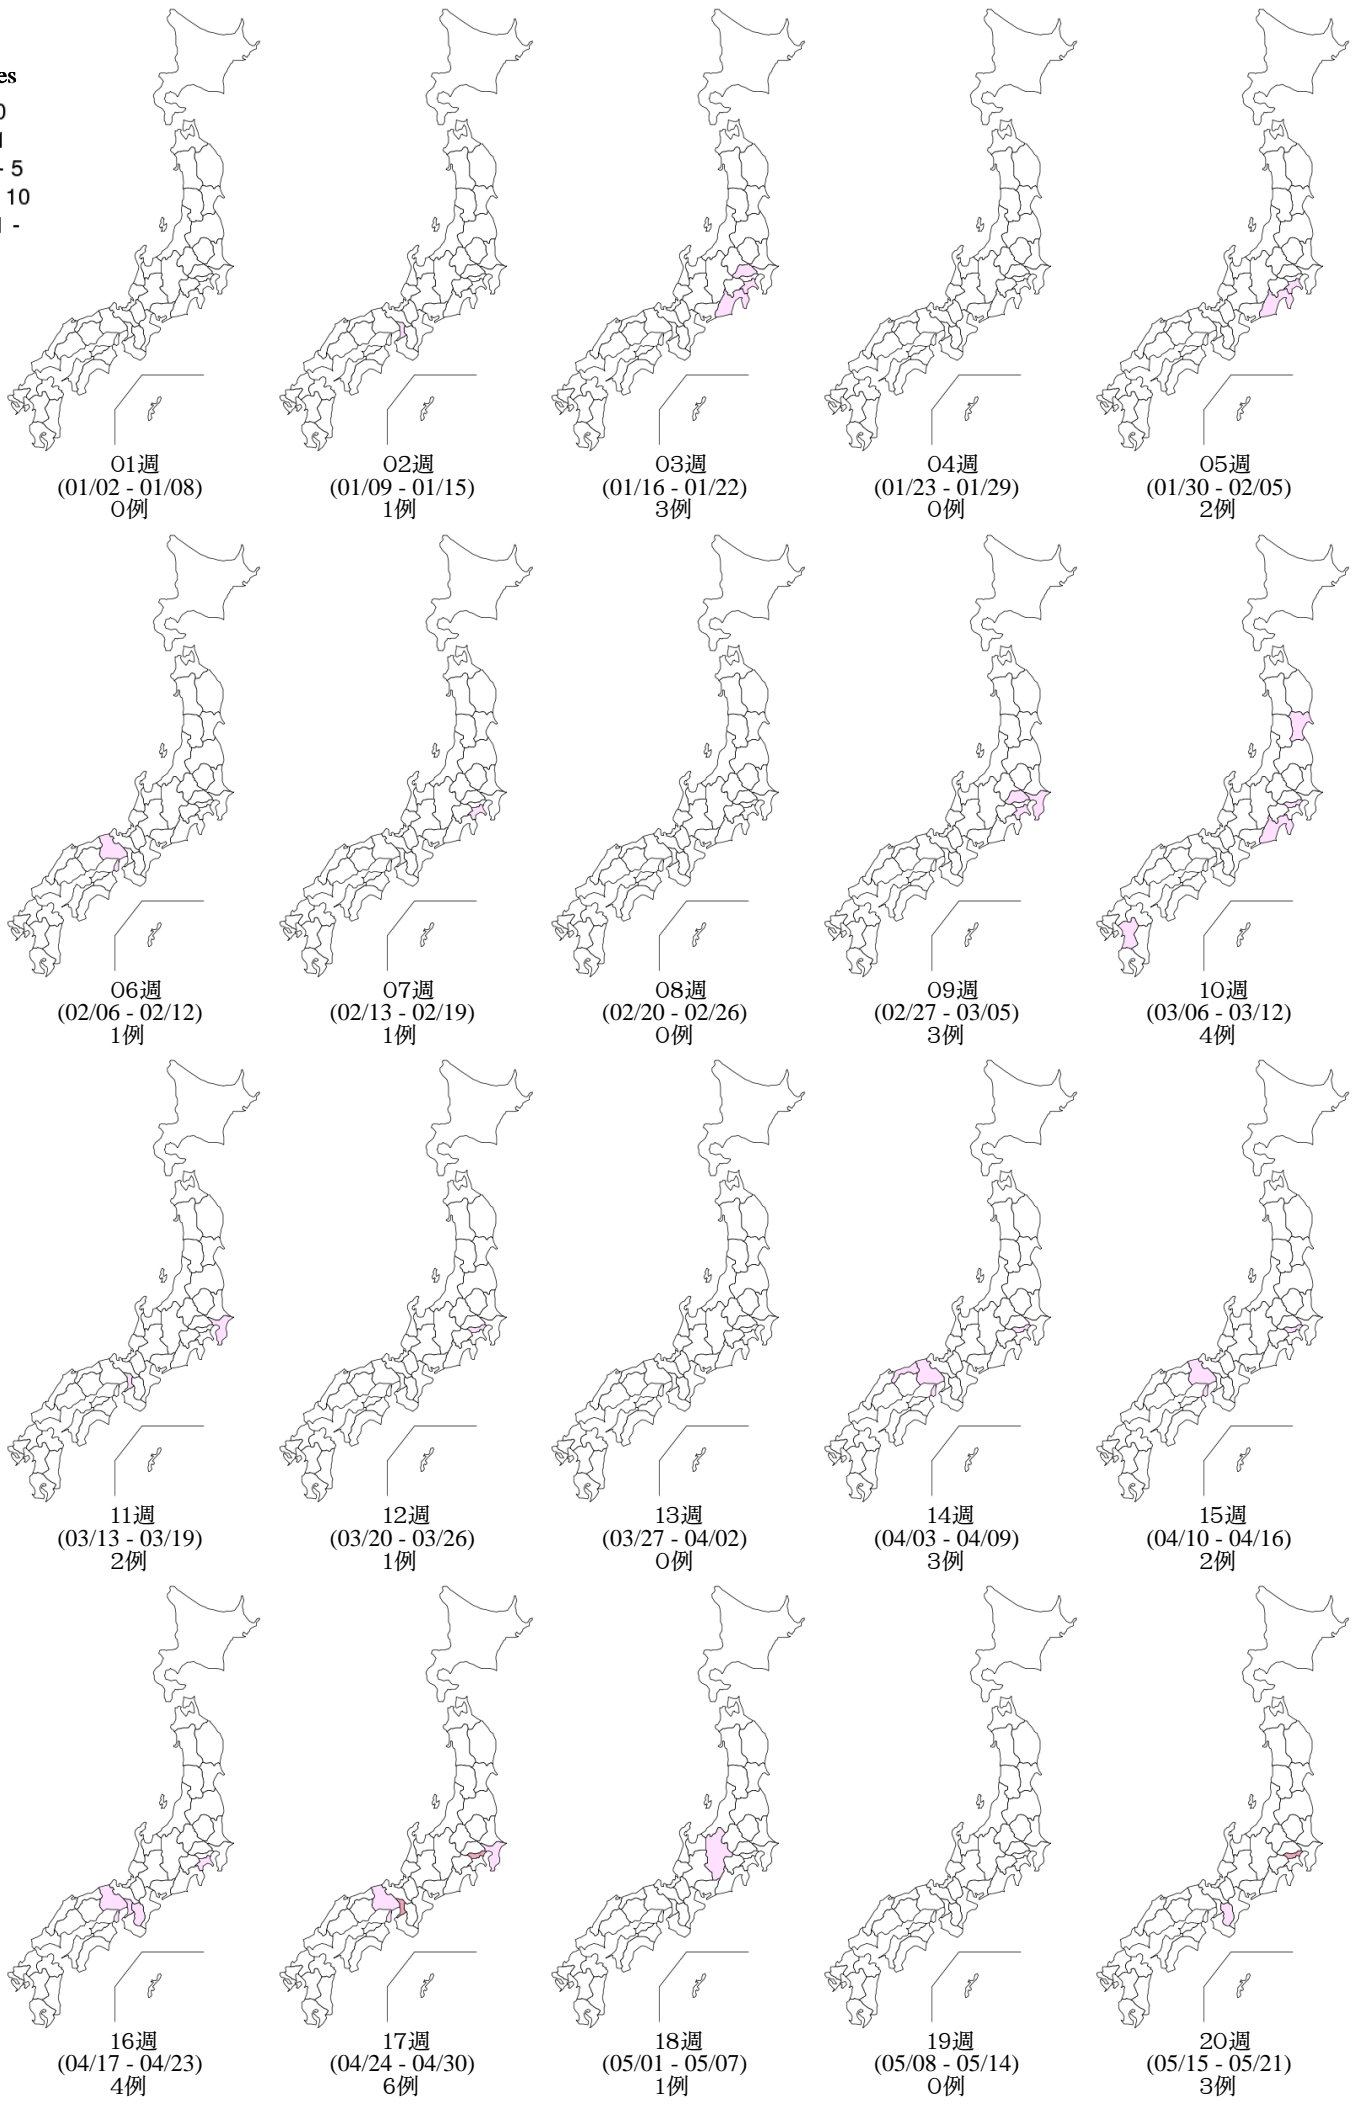 es
0
1
- 5
10
-
01週
(01/02 - 01/08)
0例
02週
(01/09 - 01/15)
1例
03週
(01/16 - 01/22)
3例
04週
(01/23 - 01/29)
0例
05週
(01/30 - 02/05)
2例
06週
(02/06 - 02/12)
1例
07週
(02/13 - 02/19)
1例
08週
(02/20 - 02/26)
0例
09週
(02/27 - 03/05)
3例
10週
(03/06 - 03/12)
4例
11週
(03/13 - 03/19)
2例
12週
(03/20 - 03/26)
1例
13週
(03/27 - 04/02)
0例
14週
(04/03 - 04/09)
3例
15週
(04/10 - 04/16)
2例
16週
(04/17 - 04/23)
4例
17週
(04/24 - 04/30)
6例
18週
(05/01 - 05/07)
1例
19週
(05/08 - 05/14)
0例
20週
(05/15 - 05/21)
3例